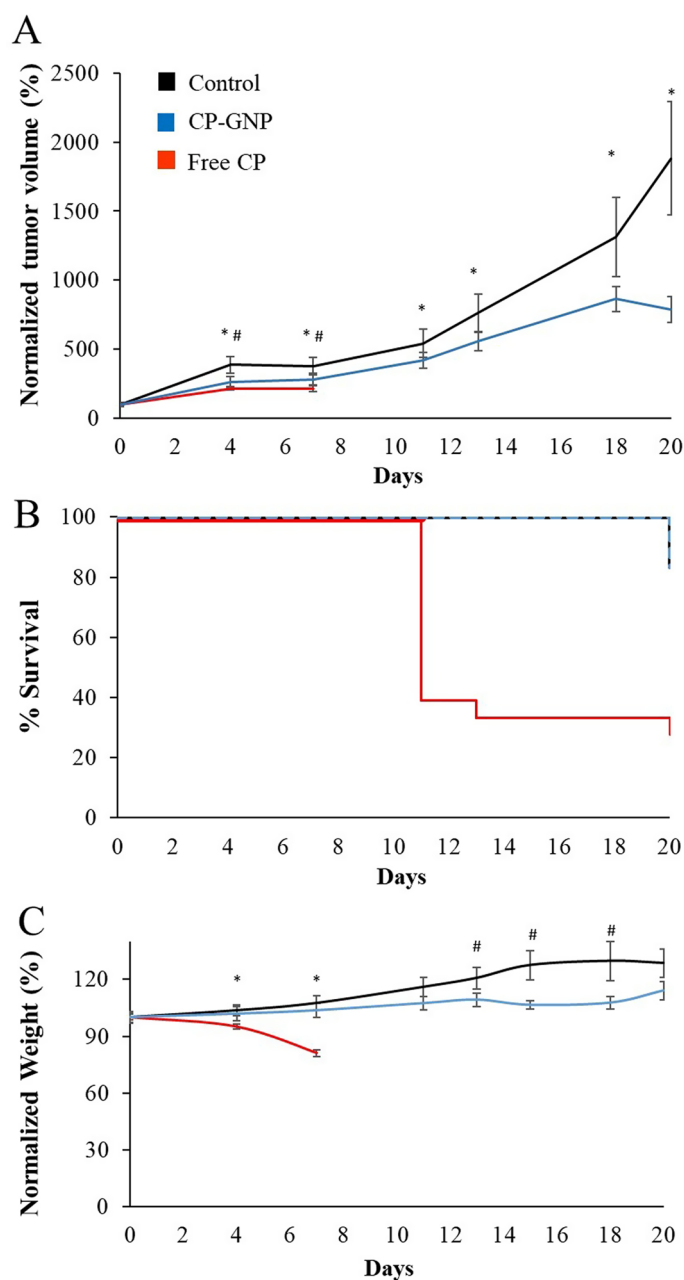 A
Normalized tumor volume (%)
2500
2000
1500
1000
500
0
Control
CP-GNP
Free CP
* # * # * * * *
0 2 4 6 8 10 12 14 16 18 20
Days
B
% Survival
100
80
60
40
20
0
0 2 4 6 8 10 12 14 16 18 20
Days
C
Normalized Weight (%)
120
90
60
30
0
* * # # #
0 2 4 6 8 10 12 14 16 18 20
Days